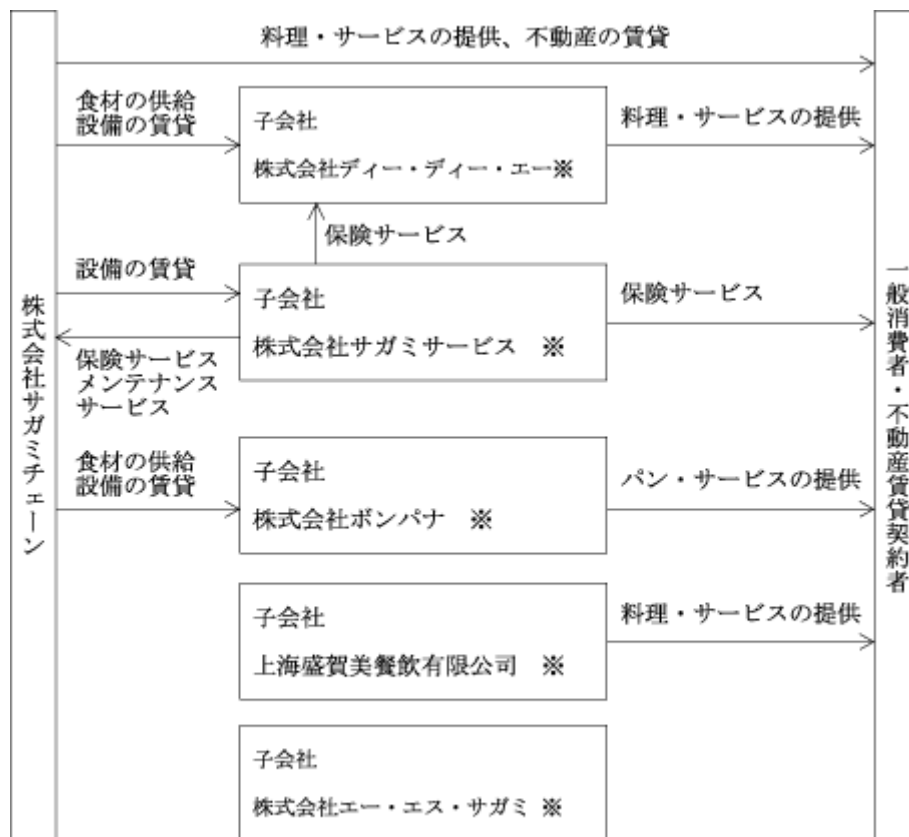 料理・サービスの提供、不動産の賃貸
食材の供給
設備の賃貸
子会社
株式会社ディー・ディー・エー※
料理・サービスの提供
保険サービス
設備の賃貸
子会社
株式会社サガミサービス ※
保険サービス
保険サービス
メンテナンス
サービス
株式会社サガミチェーン
一般消費者・不動産賃貸契約者
食材の供給
設備の賃貸
子会社
株式会社ボンパナ ※
パン・サービスの提供
子会社
上海盛賀美餐飲有限公司 ※
料理・サービスの提供
子会社
株式会社エー・エス・サガミ ※